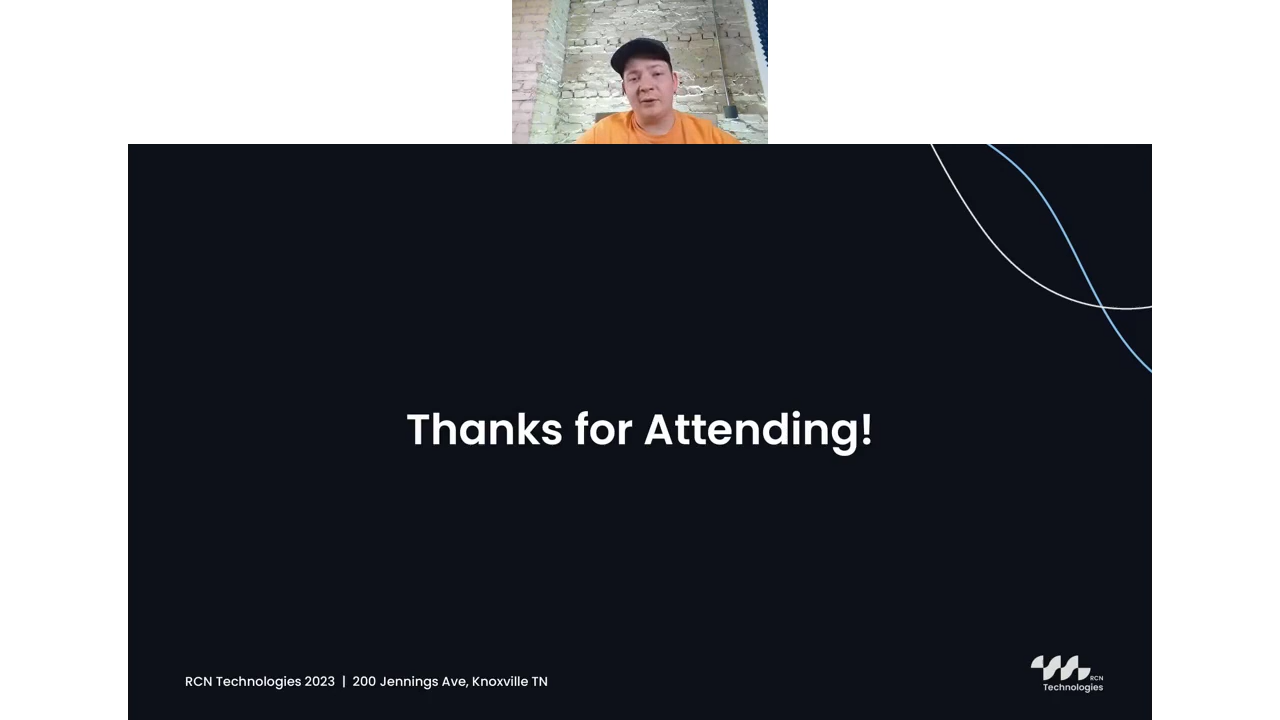 Thanks for Attending!
RCN Technologies 2023 | 200 Jennings Ave, Knoxville TN
RCN
Technologies